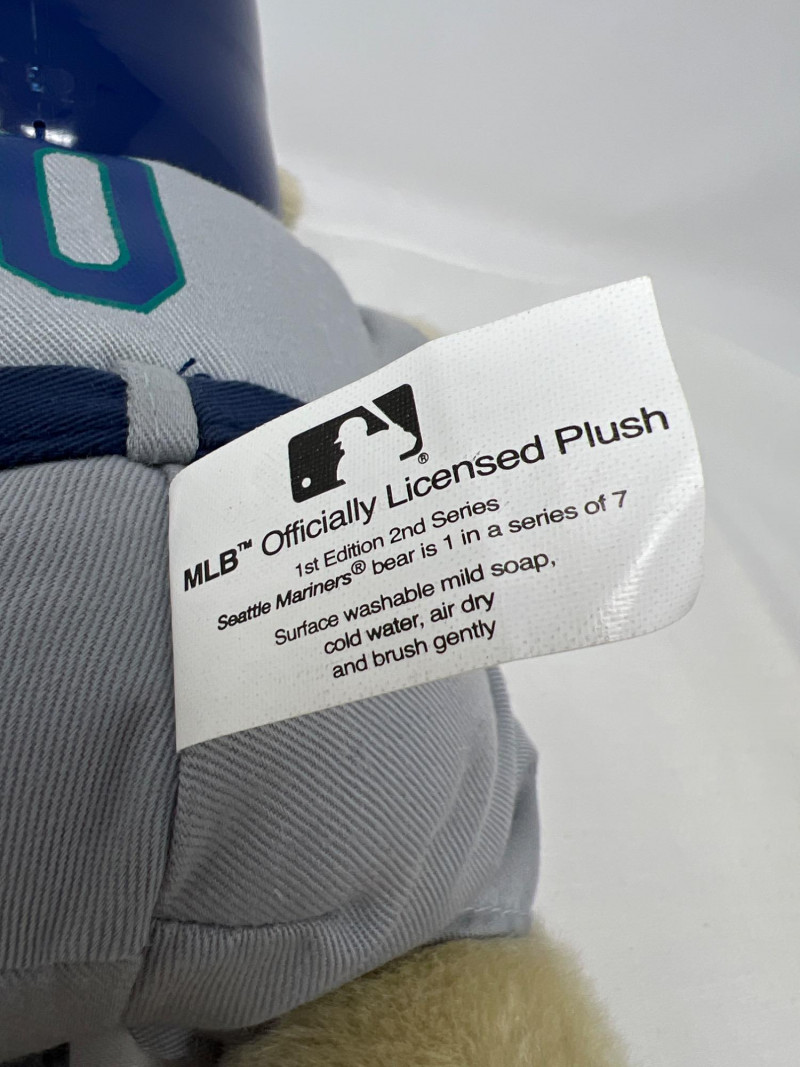 0
®
MLB™ Officially Licensed Plush
1st Edition 2nd Series
Seattle Mariners® bear is 1 in a series of 7
Surface washable mild soap,
cold water, air dry
and brush gently